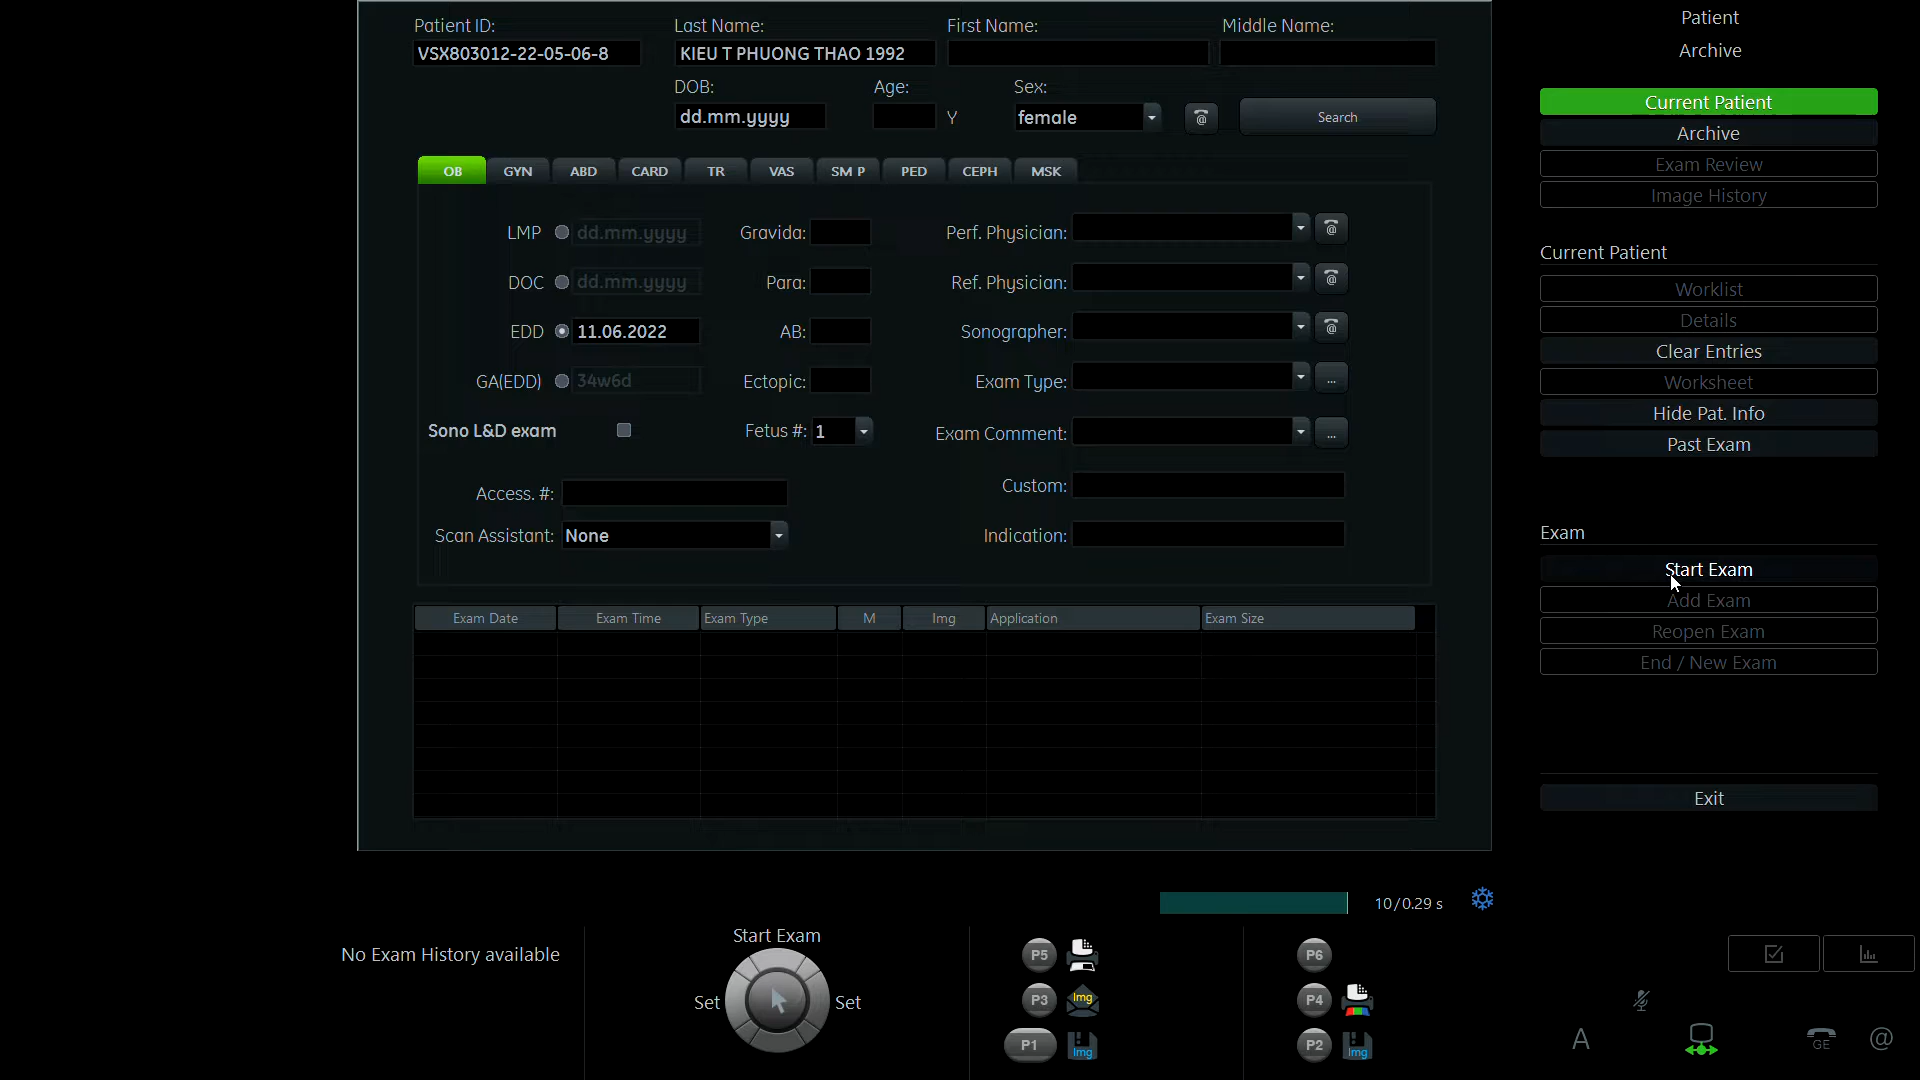 Patient ID: Last Name: First Name: Middle Name:
VSX803012-22-05-06-8 KIEU T PHUONG THAO 1992
DOB: Age: Sex:
dd.mm.yyyy Y female @ Search
OB GYN ABD CARD TR VAS SM P PED CEPH MSK
LMP dd.mm.yyyy Gravida: Perf. Physician: @
DOC dd.mm.yyyy Para: Ref. Physician: @
EDD 11.06.2022 AB: Sonographer: @
GA(EDD) 34w6d Ectopic: Exam Type: ...
Sono L&D exam Fetus #: 1 Exam Comment: ...
Access. #: Custom:
Scan Assistant: None Indication:
Exam Date Exam Time Exam Type M Img Application Exam Size
Patient
Archive
Current Patient
Archive
Exam Review
Image History
Current Patient
Worklist
Details
Clear Entries
Worksheet
Hide Pat. Info
Past Exam
Exam
Start Exam
Add Exam
Reopen Exam
End / New Exam
Exit
10/0.29 s
No Exam History available
Start Exam
Set Set
P5
P3 Img
P1 Img
P6
P4
P2 Img
A GE @